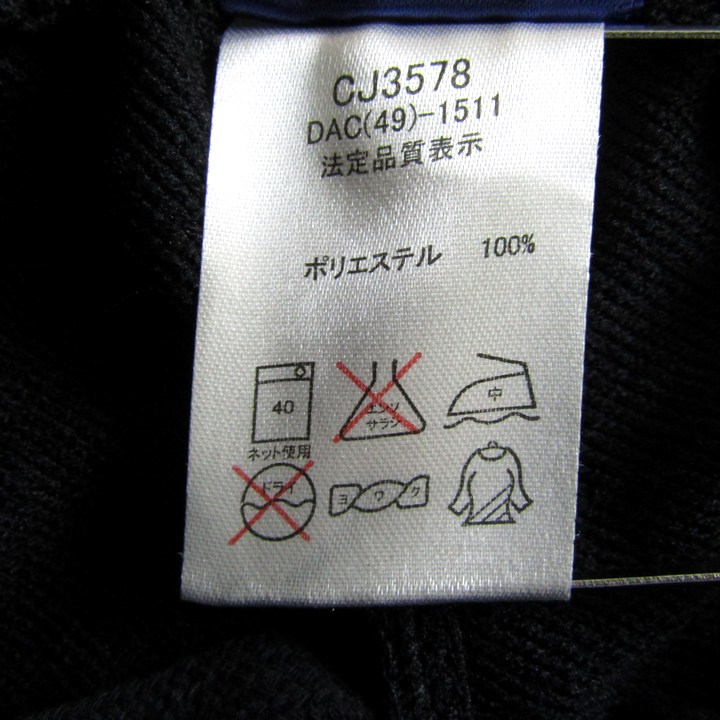 CJ3578
DAC(49)-1511
法定品質表示
ポリエステル 100%
40
ネット使用
エンソ
サラシ
中
ドライ
ヨワク